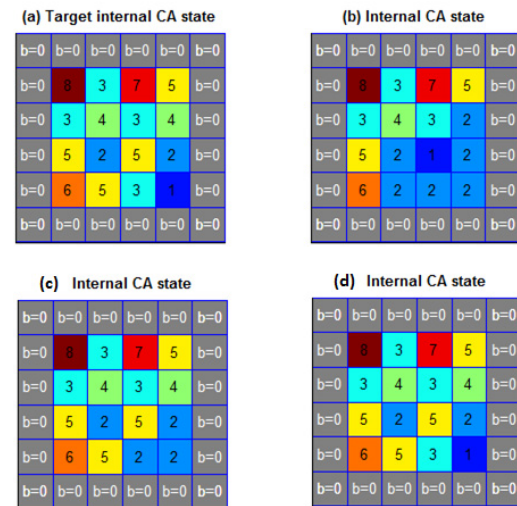 (a) Target internal CA state
b=0 b=0 b=0 b=0 b=0 b=0
b=0 8 3 7 5 b=0
b=0 3 4 3 4 b=0
b=0 5 2 5 2 b=0
b=0 6 5 3 1 b=0
b=0 b=0 b=0 b=0 b=0 b=0
(b) Internal CA state
b=0 b=0 b=0 b=0 b=0 b=0
b=0 8 3 7 5 b=0
b=0 3 4 3 2 b=0
b=0 5 2 1 2 b=0
b=0 6 2 2 2 b=0
b=0 b=0 b=0 b=0 b=0 b=0
(c) Internal CA state
b=0 b=0 b=0 b=0 b=0 b=0
b=0 8 3 7 5 b=0
b=0 3 4 3 4 b=0
b=0 5 2 5 2 b=0
b=0 6 5 2 2 b=0
b=0 b=0 b=0 b=0 b=0 b=0
(d) Internal CA state
b=0 b=0 b=0 b=0 b=0 b=0
b=0 8 3 7 5 b=0
b=0 3 4 3 4 b=0
b=0 5 2 5 2 b=0
b=0 6 5 3 1 b=0
b=0 b=0 b=0 b=0 b=0 b=0